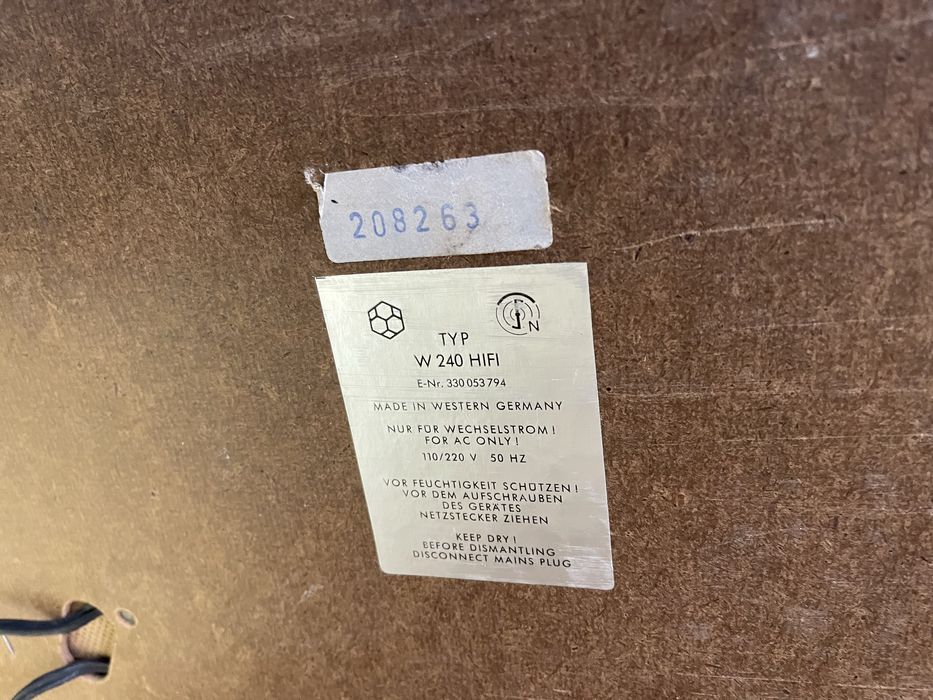 208263
TYP
W 240 HIFI
E-Nr. 330 053 794
MADE IN WESTERN GERMANY
NUR FÜR WECHSELSTROM !
FOR AC ONLY !
110/220 V 50 HZ
VOR FEUCHTIGKEIT SCHÜTZEN !
VOR DEM AUFSCHRAUBEN
DES GERÄTES
NETZSTECKER ZIEHEN
KEEP DRY !
BEFORE DISMANTLING
DISCONNECT MAINS PLUG